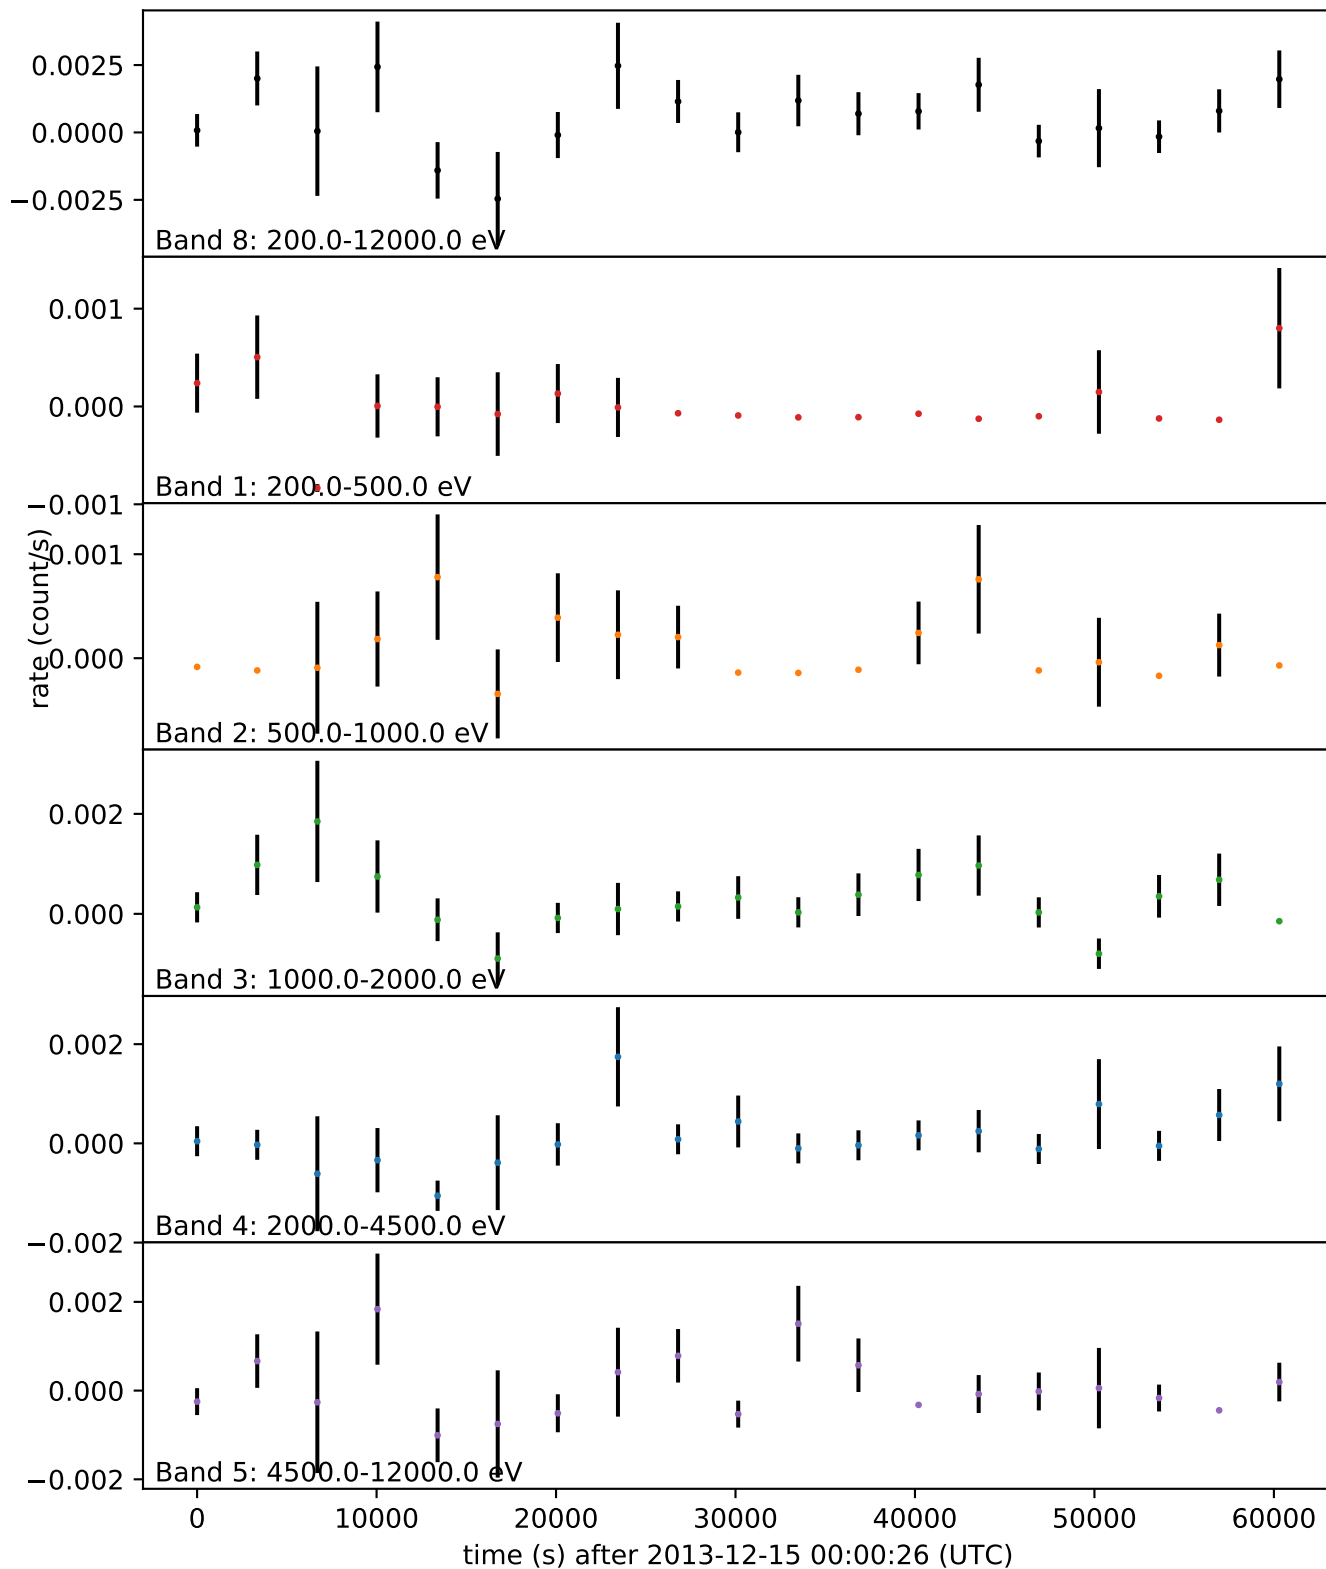 0.0025
0.0000
−0.0025
Band 8: 200.0-12000.0 eV
0.001
0.000
−0.001
Band 1: 200.0-500.0 eV
rate (count/s)
0.001
0.000
Band 2: 500.0-1000.0 eV
0.002
0.000
Band 3: 1000.0-2000.0 eV
0.002
0.000
−0.002
Band 4: 2000.0-4500.0 eV
0.002
0.000
−0.002
Band 5: 4500.0-12000.0 eV
0 10000 20000 30000 40000 50000 60000
time (s) after 2013-12-15 00:00:26 (UTC)